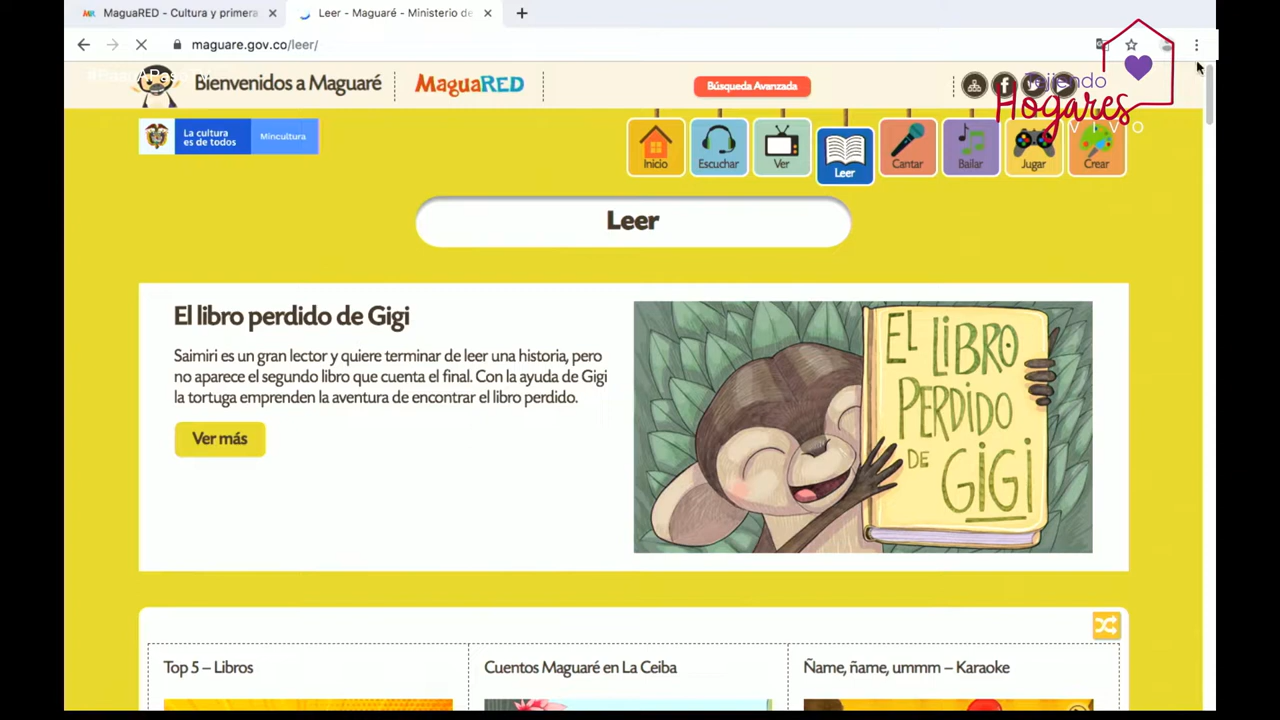 MaguaRED - Cultura y primera
Leer - Maguaré - Ministerio de
maguare.gov.co/leer/
Bienvenidos a Maguaré
MaguaRED
Búsqueda Avanzada
Tejiendo
Hogares
VIVO
La cultura
es de todos
Mincultura
Inicio
Escuchar
Ver
Leer
Cantar
Bailar
Jugar
Crear
Leer
El libro perdido de Gigi
Saimiri es un gran lector y quiere terminar de leer una historia, pero
no aparece el segundo libro que cuenta el final. Con la ayuda de Gigi
la tortuga emprenden la aventura de encontrar el libro perdido.
Ver más
EL LIBRO
PERDIDO
DE GIGI
Top 5 – Libros
Cuentos Maguaré en La Ceiba
Ñame, ñame, ummm – Karaoke